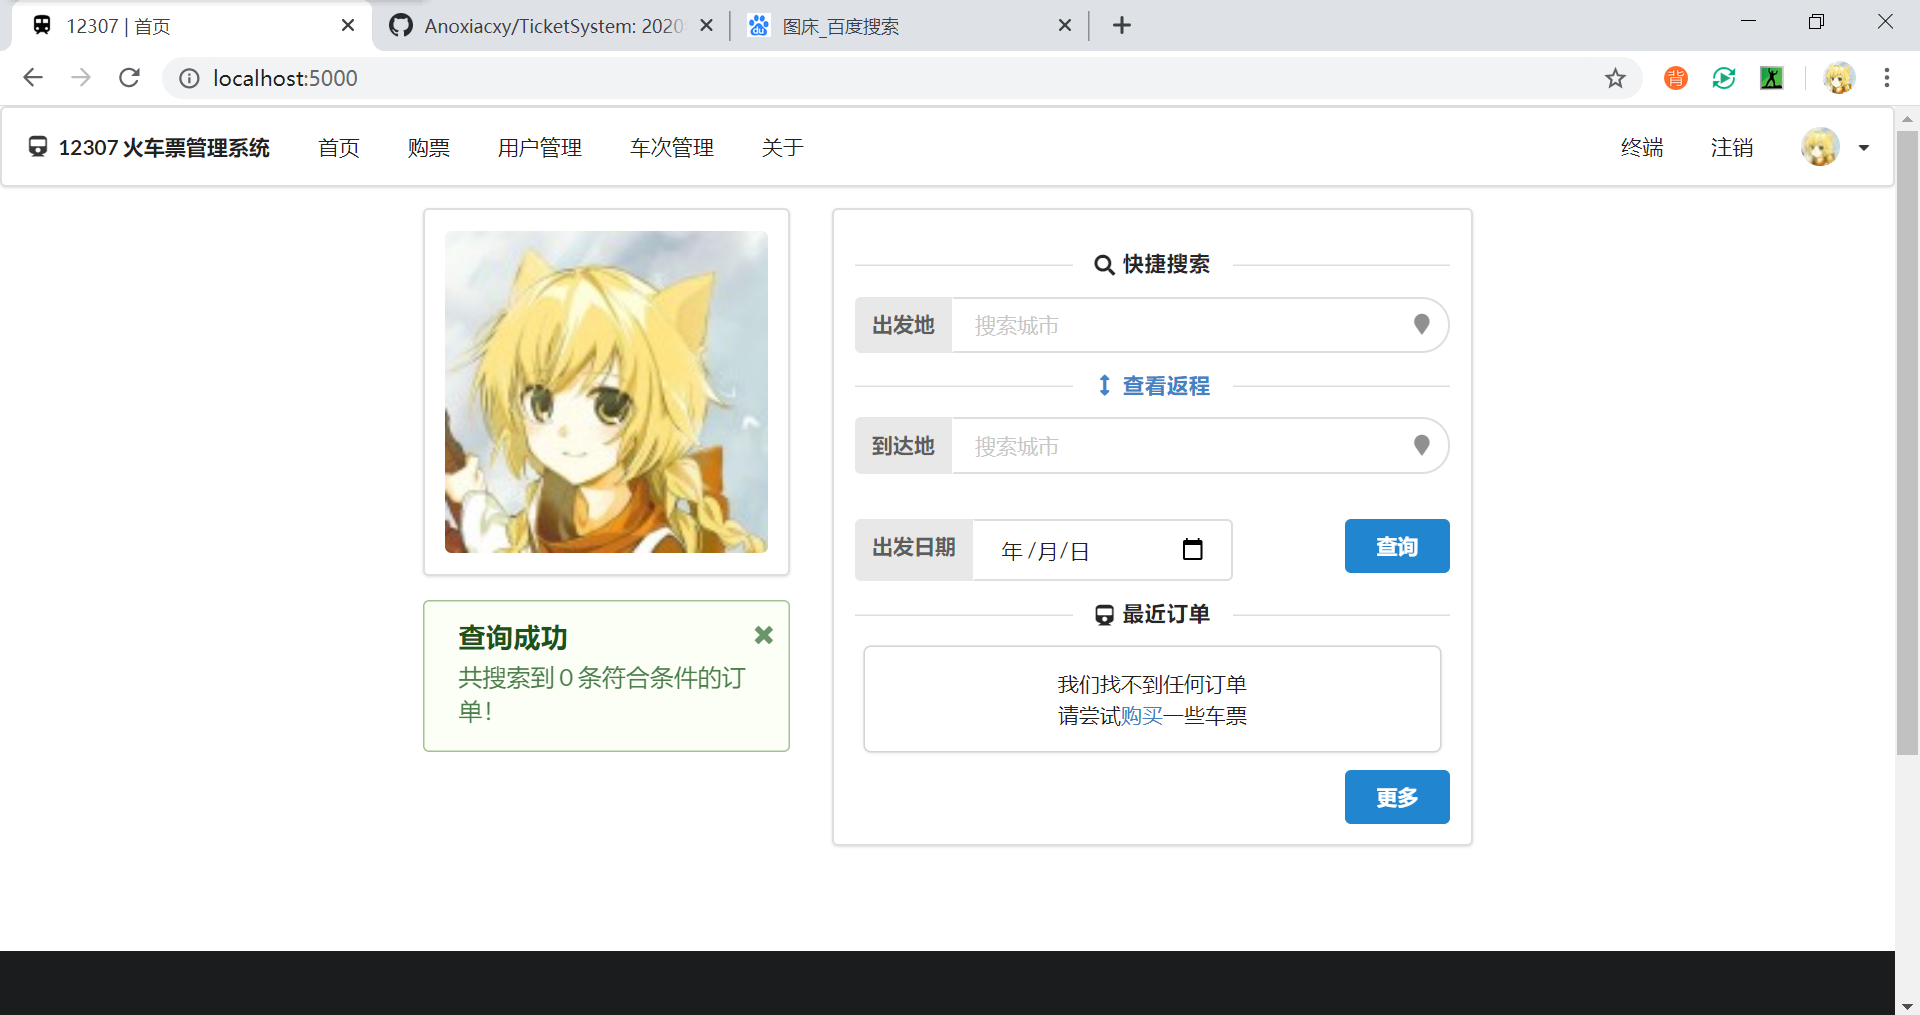 12307 | 首页
Anoxiacxy/TicketSystem: 2020
图床_百度搜索
localhost:5000
背
12307 火车票管理系统
首页
购票
用户管理
车次管理
关于
终端
注销
快捷搜索
出发地
搜索城市
查看返程
到达地
搜索城市
出发日期
年 /月/日
查询
查询成功
共搜索到 0 条符合条件的订
单！
最近订单
我们找不到任何订单
请尝试购买一些车票
更多